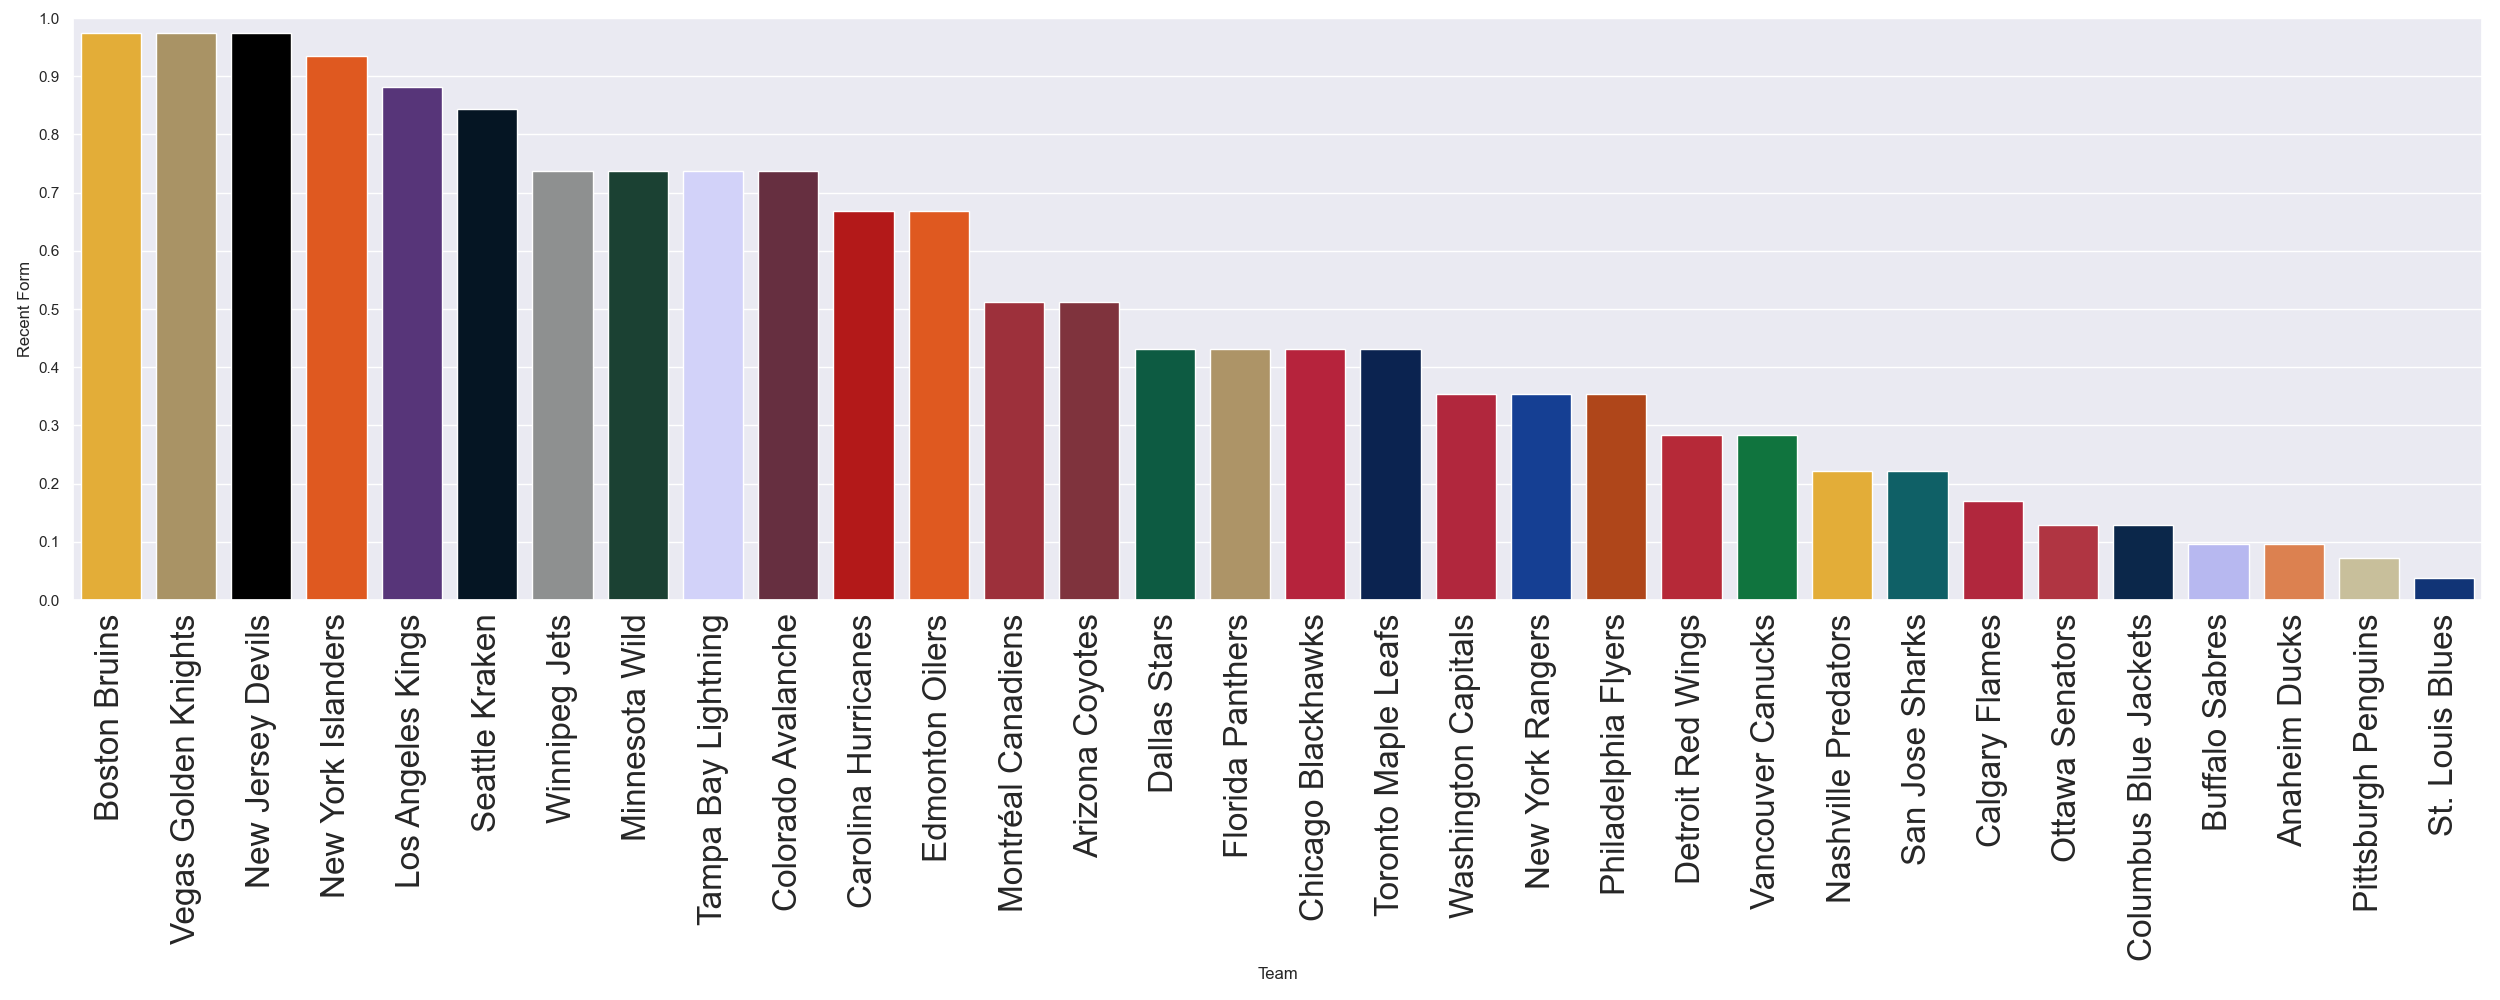 1.0
0.9
0.8
0.7
0.6
0.5
0.4
0.3
0.2
0.1
0.0
Recent Form
Boston Bruins
Vegas Golden Knights
New Jersey Devils
New York Islanders
Los Angeles Kings
Seattle Kraken
Winnipeg Jets
Minnesota Wild
Tampa Bay Lightning
Colorado Avalanche
Carolina Hurricanes
Edmonton Oilers
Montréal Canadiens
Arizona Coyotes
Dallas Stars
Florida Panthers
Chicago Blackhawks
Toronto Maple Leafs
Washington Capitals
New York Rangers
Philadelphia Flyers
Detroit Red Wings
Vancouver Canucks
Nashville Predators
San Jose Sharks
Calgary Flames
Ottawa Senators
Columbus Blue Jackets
Buffalo Sabres
Anaheim Ducks
Pittsburgh Penguins
St. Louis Blues
Team